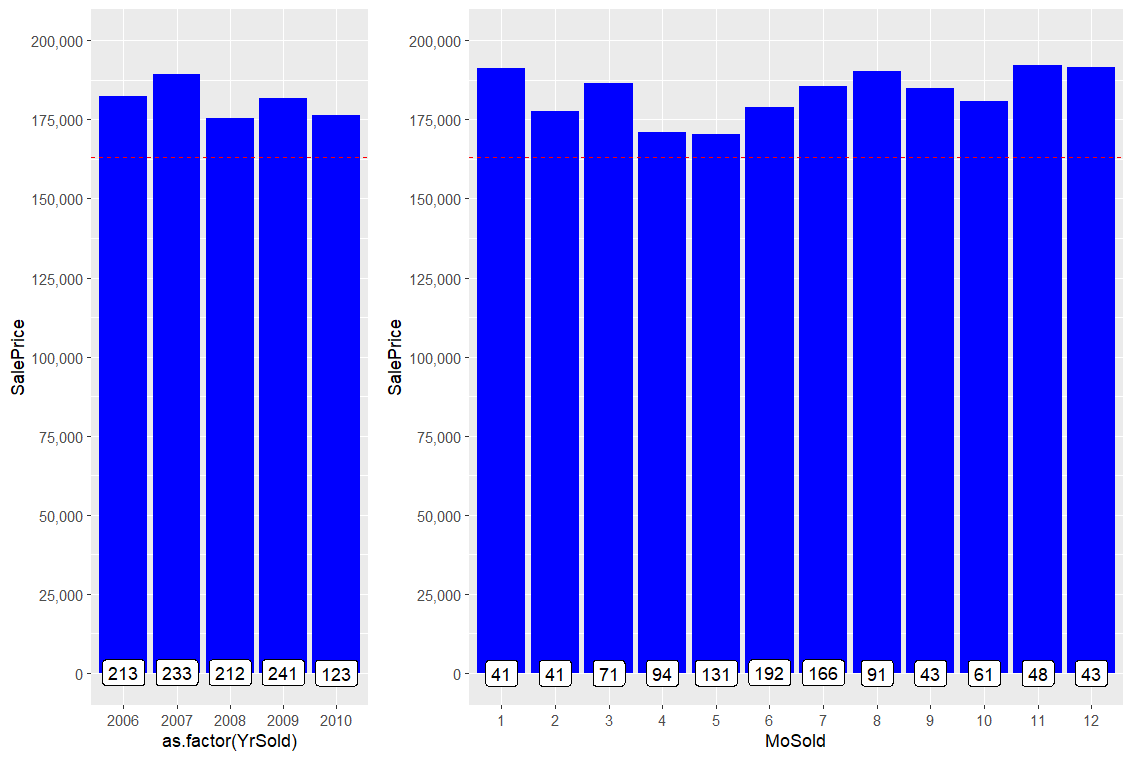 SalePrice
200,000
175,000
150,000
125,000
100,000
75,000
50,000
25,000
0
213 233 212 241 123
2006 2007 2008 2009 2010
as.factor(YrSold)
SalePrice
200,000
175,000
150,000
125,000
100,000
75,000
50,000
25,000
0
41 41 71 94 131 192 166 91 43 61 48 43
1 2 3 4 5 6 7 8 9 10 11 12
MoSold